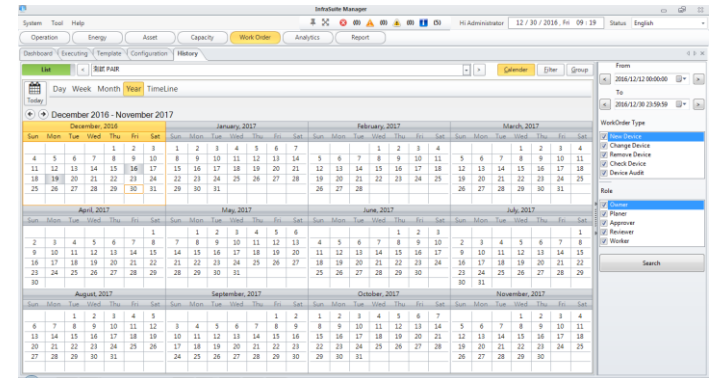 InfraSuite Manager
System Tool Help
(0) (0) (0) (5) Hi Administrator 12 / 30 / 2016 , Fri 09 : 19 Status English
Operation Energy Asset Capacity Work Order Analytics Report
Dashboard Executing Template Configuration History
List < 測試 PAIR > Calender Filter Group
Today Day Week Month Year TimeLine
December 2016 - November 2017
December, 2016 January, 2017 February, 2017 March, 2017
Sun Mon Tue Wed Thu Fri Sat Sun Mon Tue Wed Thu Fri Sat Sun Mon Tue Wed Thu Fri Sat Sun Mon Tue Wed Thu Fri Sat
1 2 3 1 2 3 4 5 6 7 1 2 3 4 1 2 3 4
4 5 6 7 8 9 10 8 9 10 11 12 13 14 5 6 7 8 9 10 11 5 6 7 8 9 10 11
11 12 13 14 15 16 17 15 16 17 18 19 20 21 12 13 14 15 16 17 18 12 13 14 15 16 17 18
18 19 20 21 22 23 24 22 23 24 25 26 27 28 19 20 21 22 23 24 25 19 20 21 22 23 24 25
25 26 27 28 29 30 31 29 30 31 26 27 28 26 27 28 29 30 31
April, 2017 May, 2017 June, 2017 July, 2017
Sun Mon Tue Wed Thu Fri Sat Sun Mon Tue Wed Thu Fri Sat Sun Mon Tue Wed Thu Fri Sat Sun Mon Tue Wed Thu Fri Sat
1 1 2 3 4 5 6 1 2 3 1
2 3 4 5 6 7 8 7 8 9 10 11 12 13 4 5 6 7 8 9 10 2 3 4 5 6 7 8
9 10 11 12 13 14 15 14 15 16 17 18 19 20 11 12 13 14 15 16 17 9 10 11 12 13 14 15
16 17 18 19 20 21 22 21 22 23 24 25 26 27 18 19 20 21 22 23 24 16 17 18 19 20 21 22
23 24 25 26 27 28 29 28 29 30 31 25 26 27 28 29 30 23 24 25 26 27 28 29
30 30 31
August, 2017 September, 2017 October, 2017 November, 2017
Sun Mon Tue Wed Thu Fri Sat Sun Mon Tue Wed Thu Fri Sat Sun Mon Tue Wed Thu Fri Sat Sun Mon Tue Wed Thu Fri Sat
1 2 3 4 5 1 2 1 2 3 4 5 6 7 1 2 3 4
6 7 8 9 10 11 12 3 4 5 6 7 8 9 8 9 10 11 12 13 14 5 6 7 8 9 10 11
13 14 15 16 17 18 19 10 11 12 13 14 15 16 15 16 17 18 19 20 21 12 13 14 15 16 17 18
20 21 22 23 24 25 26 17 18 19 20 21 22 23 22 23 24 25 26 27 28 19 20 21 22 23 24 25
27 28 29 30 31 24 25 26 27 28 29 30 29 30 31 26 27 28 29 30
From
2016/12/12 00:00:00
To
2016/12/30 23:59:59
WorkOrder Type
New Device
Change Device
Remove Device
Check Device
Device Audit
Role
Owner
Planer
Approver
Reviewer
Worker
Search